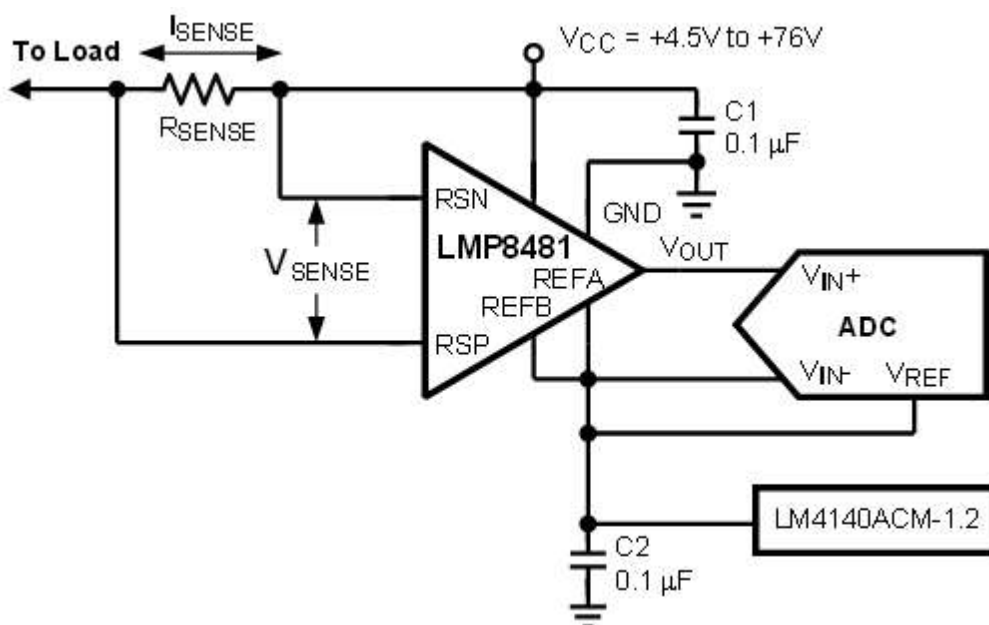 ISENSE
To Load
RSENSE
VCC = +4.5V to +76V
C1
0.1 µF
RSN
GND
LMP8481
VOUT
VSENSE
REFA
REFB
RSP
VIN+
ADC
VIN-
VREF
LM4140ACM-1.2
C2
0.1 µF